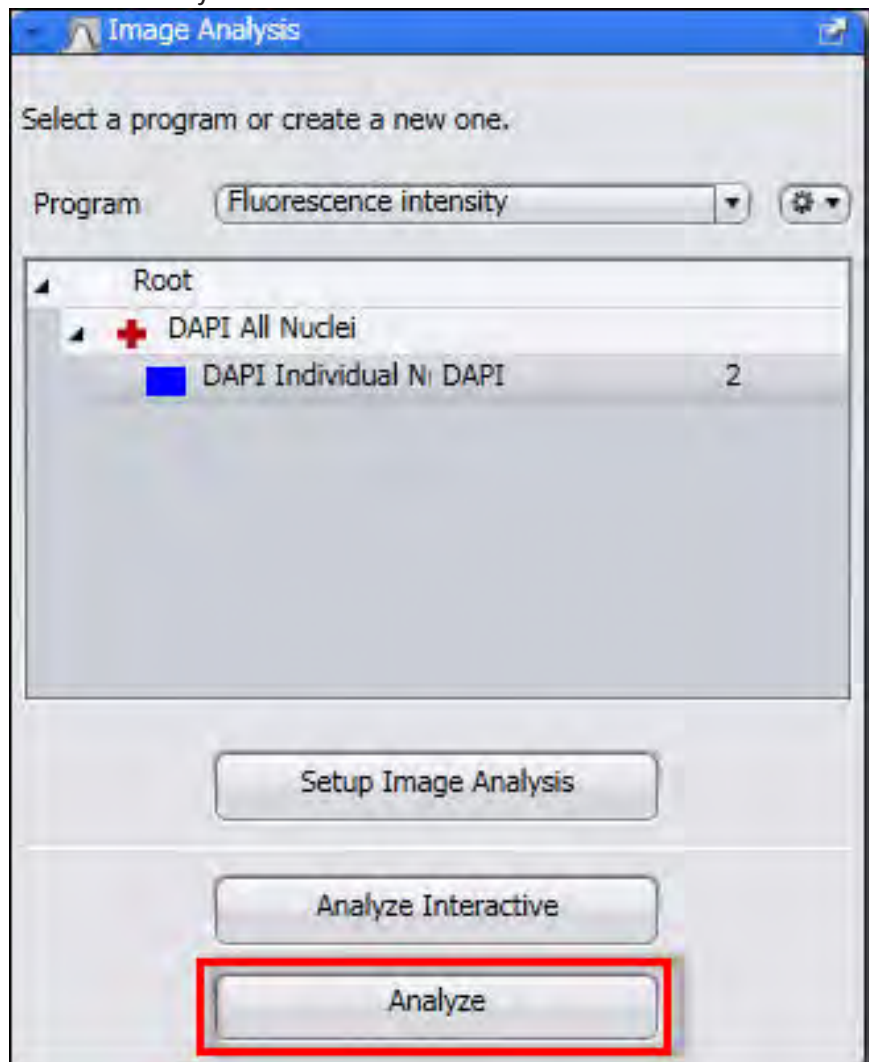 Image Analysis
Select a program or create a new one.
Program Fluorescence intensity
Root
DAPI All Nuclei
DAPI Individual N DAPI 2
Setup Image Analysis
Analyze Interactive
Analyze